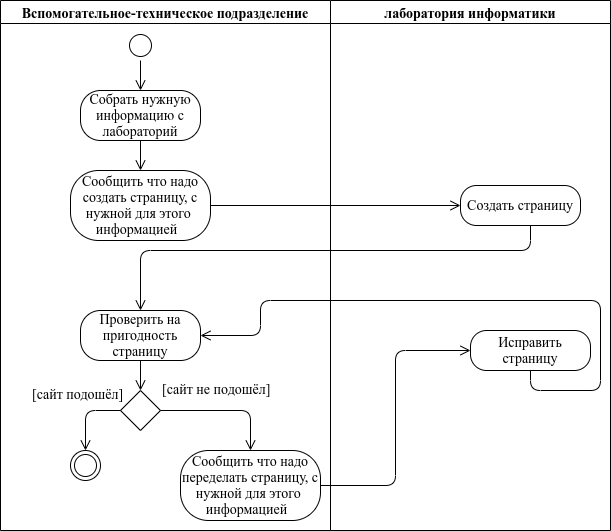 Вспомогательное-техническое подразделение
лаборатория информатики
Собрать нужную
информацию с
лабораторий
Сообщить что надо
создать страницу, с
нужной для этого
информацией
Создать страницу
Проверить на
пригодность
страницу
Исправить
страницу
[сайт подошёл]
[сайт не подошёл]
Сообщить что надо
переделать страницу, с
нужной для этого
информацией